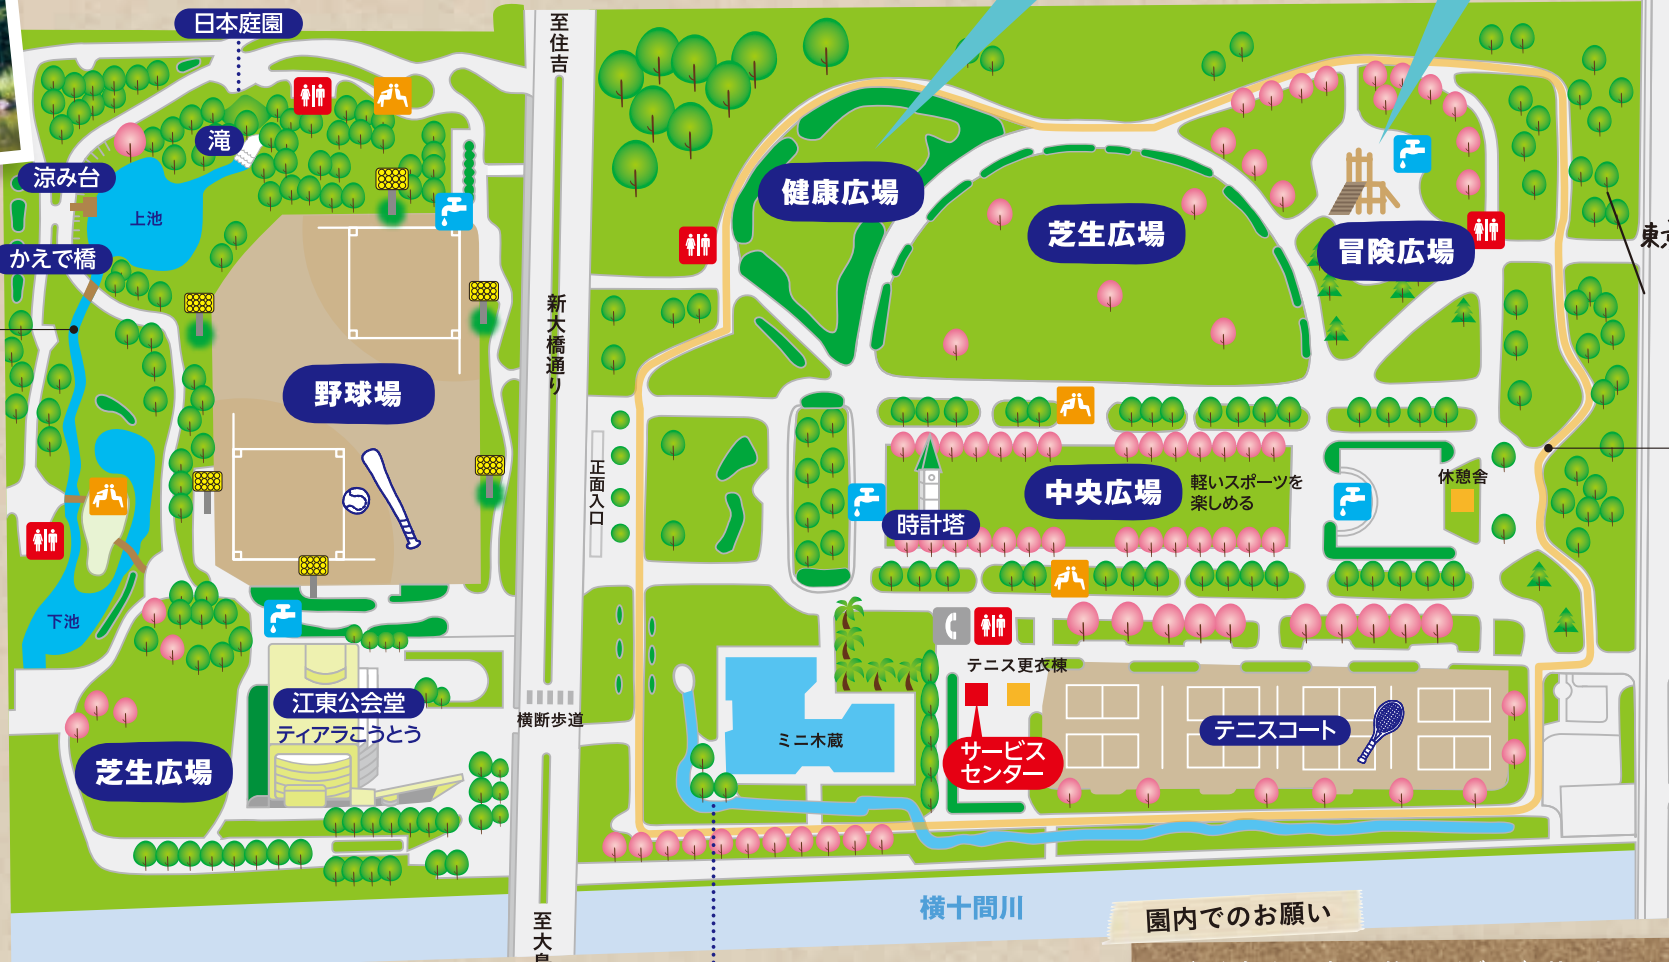 日本庭園
至住吉
滝
涼み台
上池
健康広場
芝生広場
冒険広場
東
かえで橋
新大橋通り
野球場
正面入口
中央広場
軽いスポーツを
楽しめる
休憩舎
時計塔
下池
テニス更衣棟
江東公会堂
ティアラこうとう
横断歩道
ミニ木蔵
サービス
センター
テニスコート
芝生広場
横十間川
園内でのお願い
至大島